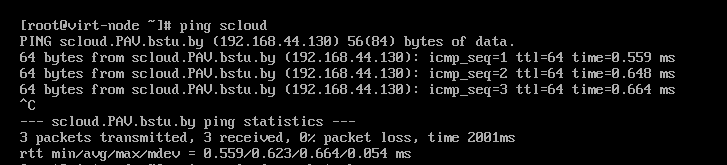 [root@virt-node ~]# ping scloud
PING scloud.PAV.bstu.by (192.168.44.130) 56(84) bytes of data.
64 bytes from scloud.PAV.bstu.by (192.168.44.130): icmp_seq=1 ttl=64 time=0.559 ms
64 bytes from scloud.PAV.bstu.by (192.168.44.130): icmp_seq=2 ttl=64 time=0.648 ms
64 bytes from scloud.PAV.bstu.by (192.168.44.130): icmp_seq=3 ttl=64 time=0.664 ms
^C
--- scloud.PAV.bstu.by ping statistics ---
3 packets transmitted, 3 received, 0% packet loss, time 2001ms
rtt min/avg/max/mdev = 0.559/0.623/0.664/0.054 ms